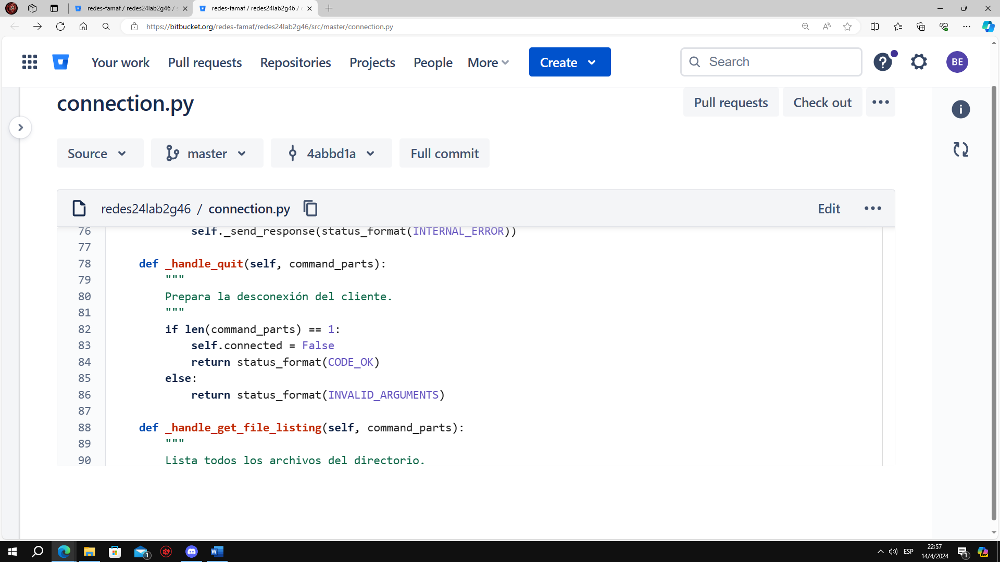 redes-famaf / redes24lab2g46 /
redes-famaf / redes24lab2g46 /
https://bitbucket.org/redes-famaf/redes24lab2g46/src/master/connection.py
Your work
Pull requests
Repositories
Projects
People
More
Create
Search
BE
connection.py
Pull requests
Check out
Source
master
4abbd1a
Full commit
redes24lab2g46 / connection.py
Edit
76 self._send_response(status_format(INTERNAL_ERROR))
77
78 def _handle_quit(self, command_parts):
79 """
80 Prepara la desconexión del cliente.
81 """
82 if len(command_parts) == 1:
83 self.connected = False
84 return status_format(CODE_OK)
85 else:
86 return status_format(INVALID_ARGUMENTS)
87
88 def _handle_get_file_listing(self, command_parts):
89 """
90 Lista todos los archivos del directorio.
1
ESP
22:57
14/4/2024
1
PRE